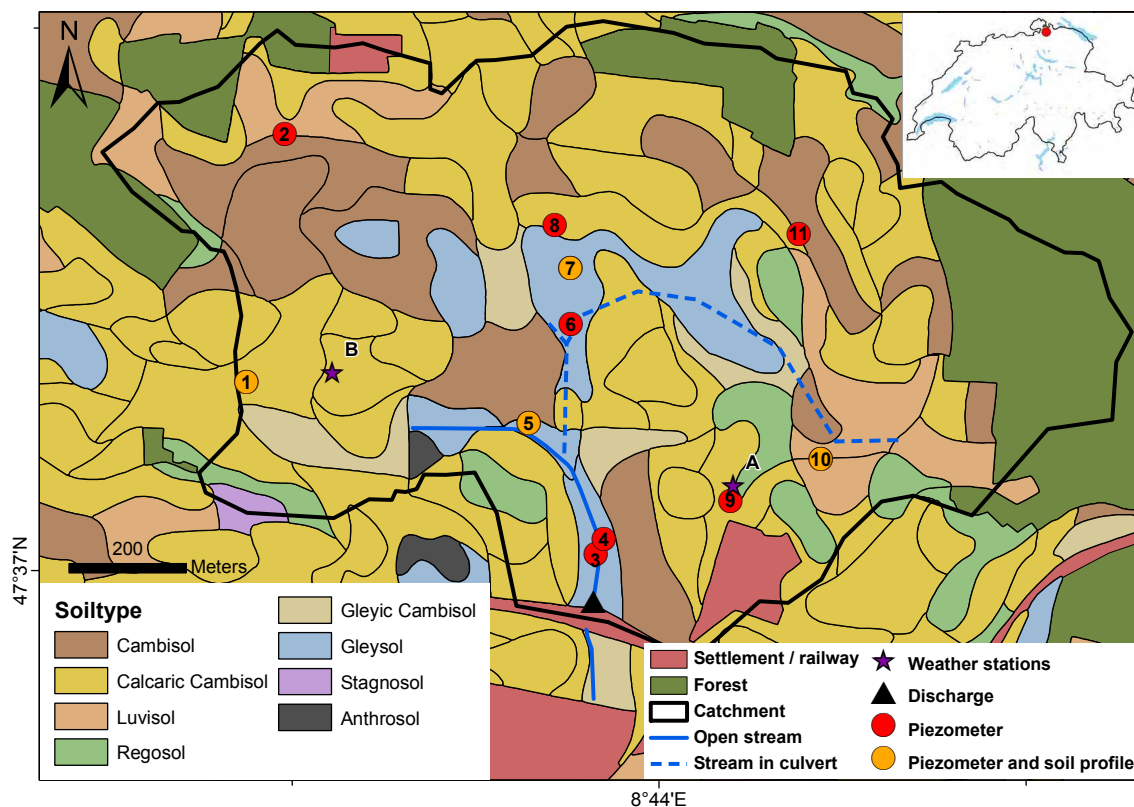 N
2
8
11
7
6
B
1
5
A
10
9
4
3
47°37'N
200
Meters
Soiltype
Cambisol
Calcaric Cambisol
Luvisol
Regosol
Gleyic Cambisol
Gleysol
Stagnosol
Anthrosol
Settlement / railway
Forest
Catchment
Open stream
Stream in culvert
Weather stations
Discharge
Piezometer
Piezometer and soil profile
8°44'E